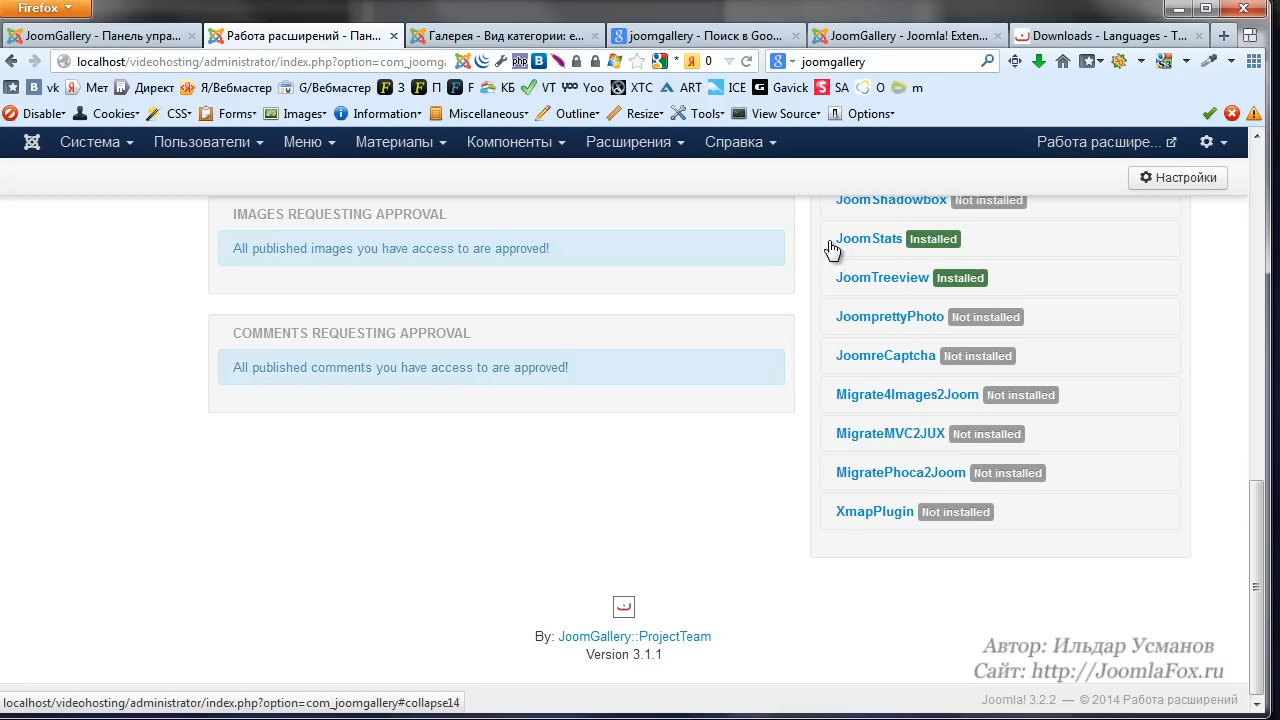 Firefox
JoomGallery - Панель упра...
Работа расширений - Пан...
Галерея - Вид категории: е...
joomgallery - Поиск в Goo...
JoomGallery - Joomla! Exten...
Downloads - Languages - T...
localhost/videohosting/administrator/index.php?option=com_joomg
0
joomgallery
B vk Мет Директ Я/Вебмастер G/Вебмастер З П F КБ VT Yoo XTC ART ICE Gavick SA O m
Disable Cookies CSS Forms Images Information Miscellaneous Outline Resize Tools View Source Options
Система Пользователи Меню Материалы Компоненты Расширения Справка Работа расшире...
Настройки
IMAGES REQUESTING APPROVAL
All published images you have access to are approved!
COMMENTS REQUESTING APPROVAL
All published comments you have access to are approved!
JoomShadowbox Not installed
JoomStats Installed
JoomTreeview Installed
JoomprettyPhoto Not installed
JoomreCaptcha Not installed
Migrate4Images2Joom Not installed
MigrateMVC2JUX Not installed
MigratePhoca2Joom Not installed
XmapPlugin Not installed
By: JoomGallery::ProjectTeam
Version 3.1.1
Автор: Ильдар Усманов
Сайт: http://JoomlaFox.ru
localhost/videohosting/administrator/index.php?option=com_joomgallery#collapse14
Joomla! 3.2.2 — © 2014 Работа расширений